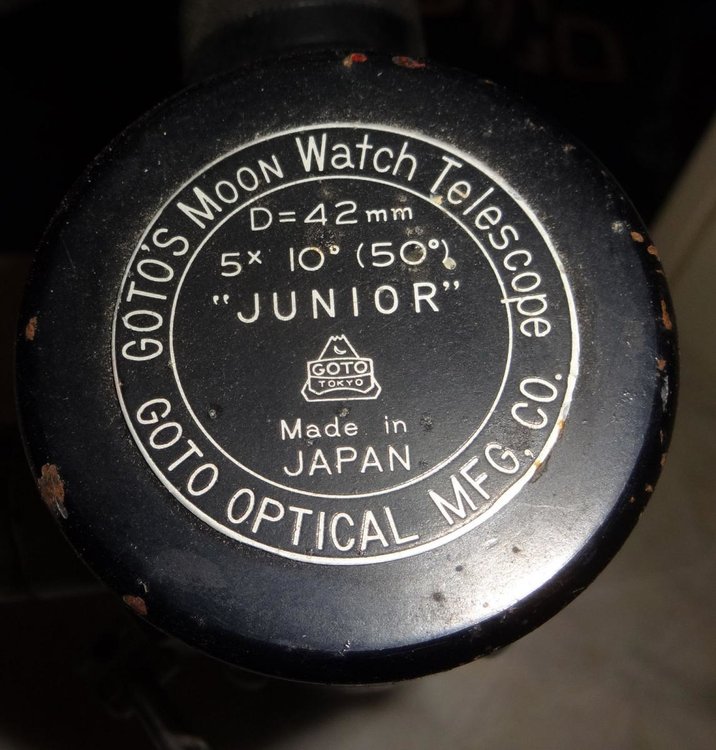 GOTO'S MOON Watch Telescope
D=42mm
5× 10° (50°)
"JUNIOR"
GOTO
TOKYO
Made in
JAPAN
GOTO OPTICAL MFG, CO.